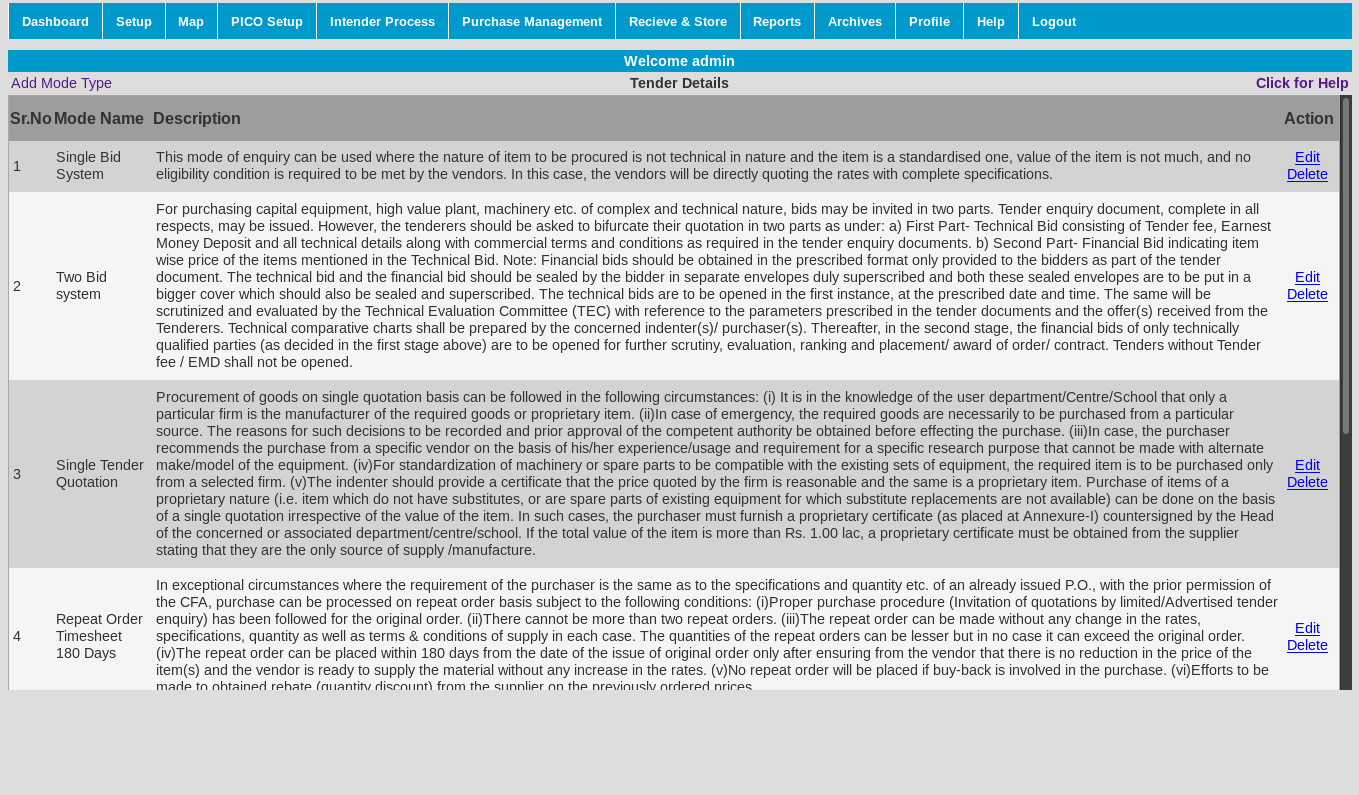 Dashboard Setup Map PICO Setup Intender Process Purchase Management Recieve & Store Reports Archives Profile Help Logout
Welcome admin
Add Mode Type Tender Details Click for Help
Sr.No Mode Name Description Action
1 Single Bid System This mode of enquiry can be used where the nature of item to be procured is not technical in nature and the item is a standardised one, value of the item is not much, and no Edit
eligibility condition is required to be met by the vendors. In this case, the vendors will be directly quoting the rates with complete specifications. Delete
For purchasing capital equipment, high value plant, machinery etc. of complex and technical nature, bids may be invited in two parts. Tender enquiry document, complete in all
respects, may be issued. However, the tenderers should be asked to bifurcate their quotation in two parts as under: a) First Part- Technical Bid consisting of Tender fee, Earnest
Money Deposit and all technical details along with commercial terms and conditions as required in the tender enquiry documents. b) Second Part- Financial Bid indicating item
wise price of the items mentioned in the Technical Bid. Note: Financial bids should be obtained in the prescribed format only provided to the bidders as part of the tender
2 Two Bid system document. The technical bid and the financial bid should be sealed by the bidder in separate envelopes duly superscribed and both these sealed envelopes are to be put in a Edit
bigger cover which should also be sealed and superscribed. The technical bids are to be opened in the first instance, at the prescribed date and time. The same will be Delete
scrutinized and evaluated by the Technical Evaluation Committee (TEC) with reference to the parameters prescribed in the tender documents and the offer(s) received from the
Tenderers. Technical comparative charts shall be prepared by the concerned indenter(s)/ purchaser(s). Thereafter, in the second stage, the financial bids of only technically
qualified parties (as decided in the first stage above) are to be opened for further scrutiny, evaluation, ranking and placement/ award of order/ contract. Tenders without Tender
fee / EMD shall not be opened.
Procurement of goods on single quotation basis can be followed in the following circumstances: (i) It is in the knowledge of the user department/Centre/School that only a
particular firm is the manufacturer of the required goods or proprietary item. (ii)In case of emergency, the required goods are necessarily to be purchased from a particular
source. The reasons for such decisions to be recorded and prior approval of the competent authority be obtained before effecting the purchase. (iii)In case, the purchaser
recommends the purchase from a specific vendor on the basis of his/her experience/usage and requirement for a specific research purpose that cannot be made with alternate
3 Single Tender Quotation make/model of the equipment. (iv)For standardization of machinery or spare parts to be compatible with the existing sets of equipment, the required item is to be purchased only Edit
from a selected firm. (v)The indenter should provide a certificate that the price quoted by the firm is reasonable and the same is a proprietary item. Purchase of items of a Delete
proprietary nature (i.e. item which do not have substitutes, or are spare parts of existing equipment for which substitute replacements are not available) can be done on the basis
of a single quotation irrespective of the value of the item. In such cases, the purchaser must furnish a proprietary certificate (as placed at Annexure-I) countersigned by the Head
of the concerned or associated department/centre/school. If the total value of the item is more than Rs. 1.00 lac, a proprietary certificate must be obtained from the supplier
stating that they are the only source of supply /manufacture.
In exceptional circumstances where the requirement of the purchaser is the same as to the specifications and quantity etc. of an already issued P.O., with the prior permission of
the CFA, purchase can be processed on repeat order basis subject to the following conditions: (i)Proper purchase procedure (Invitation of quotations by limited/Advertised tender
4 Repeat Order Timesheet 180 Days enquiry) has been followed for the original order. (ii)There cannot be more than two repeat orders. (iii)The repeat order can be made without any change in the rates, Edit
specifications, quantity as well as terms & conditions of supply in each case. The quantities of the repeat orders can be lesser but in no case it can exceed the original order. Delete
(iv)The repeat order can be placed within 180 days from the date of the issue of original order only after ensuring from the vendor that there is no reduction in the price of the
item(s) and the vendor is ready to supply the material without any increase in the rates. (v)No repeat order will be placed if buy-back is involved in the purchase. (vi)Efforts to be
made to obtained rebate (quantity discount) from the supplier on the previously ordered prices.